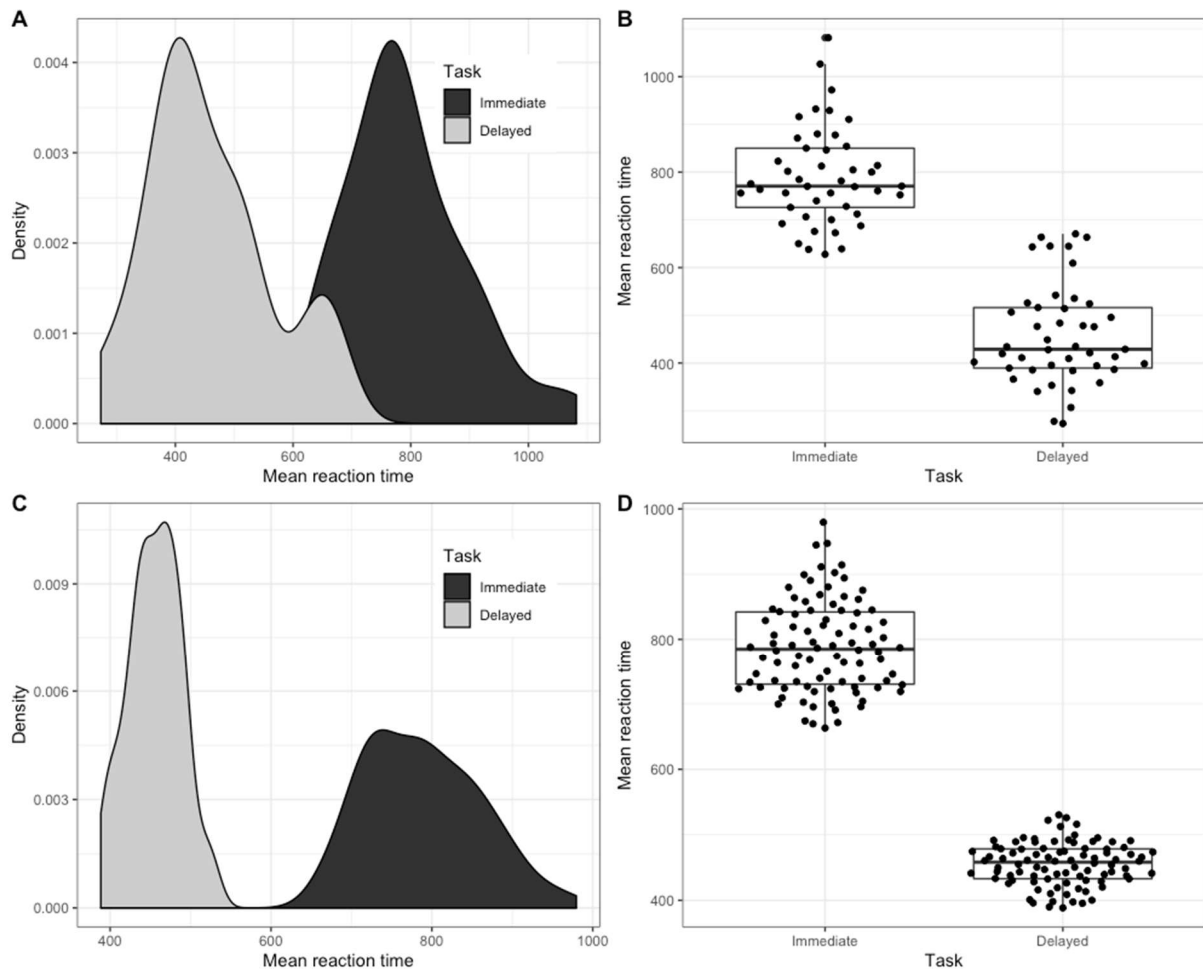 A
Density
0.004
0.003
0.002
0.001
0.000
400 600 800 1000
Mean reaction time
Task
Immediate
Delayed
B
Mean reaction time
1000
800
600
400
Immediate Delayed
Task
C
Density
0.009
0.006
0.003
0.000
400 600 800 1000
Mean reaction time
Task
Immediate
Delayed
D
Mean reaction time
1000
800
600
400
Immediate Delayed
Task